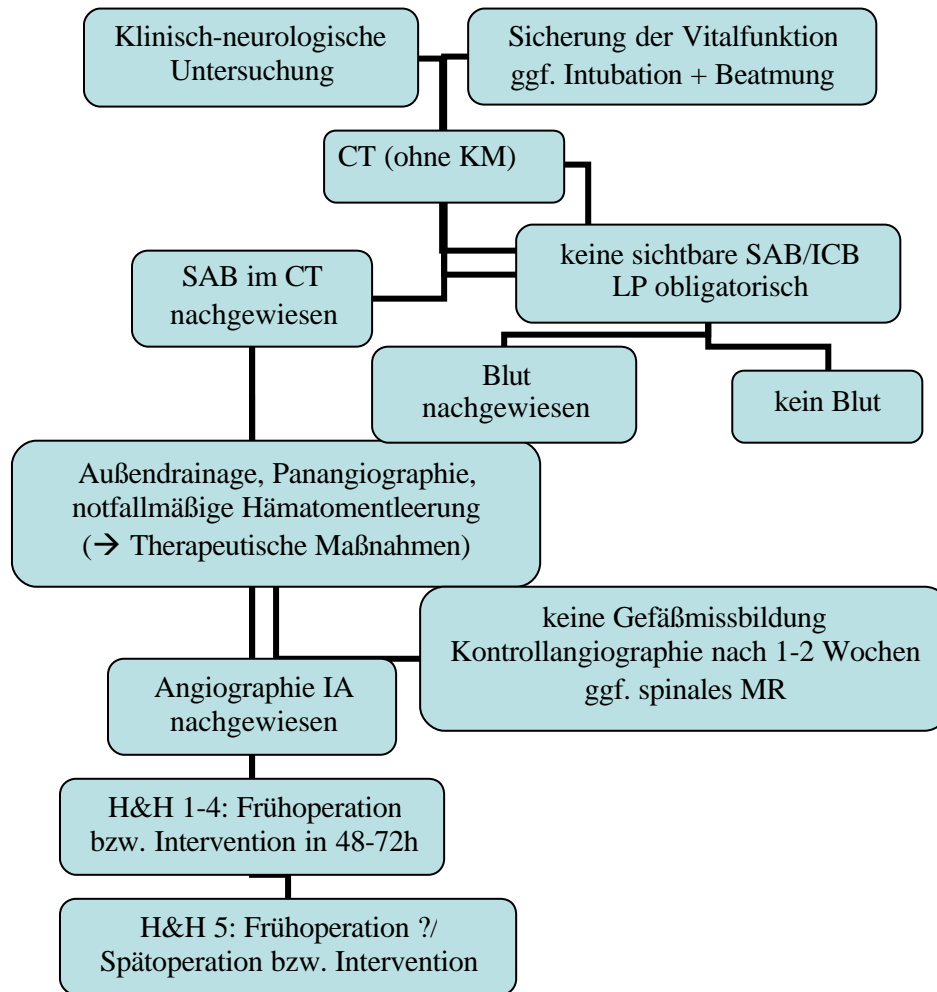 Klinisch-neurologische
Untersuchung
Sicherung der Vitalfunktion
ggf. Intubation + Beatmung
CT (ohne KM)
keine sichtbare SAB/ICB
LP obligatorisch
SAB im CT
nachgewiesen
Blut
nachgewiesen
kein Blut
Außendrainage, Panangiographie,
notfallmäßige Hämatomentleerung
(→ Therapeutische Maßnahmen)
keine Gefäßmissbildung
Kontrollangiographie nach 1-2 Wochen
ggf. spinales MR
Angiographie IA
nachgewiesen
H&H 1-4: Frühoperation
bzw. Intervention in 48-72h
H&H 5: Frühoperation ?/
Spätoperation bzw. Intervention